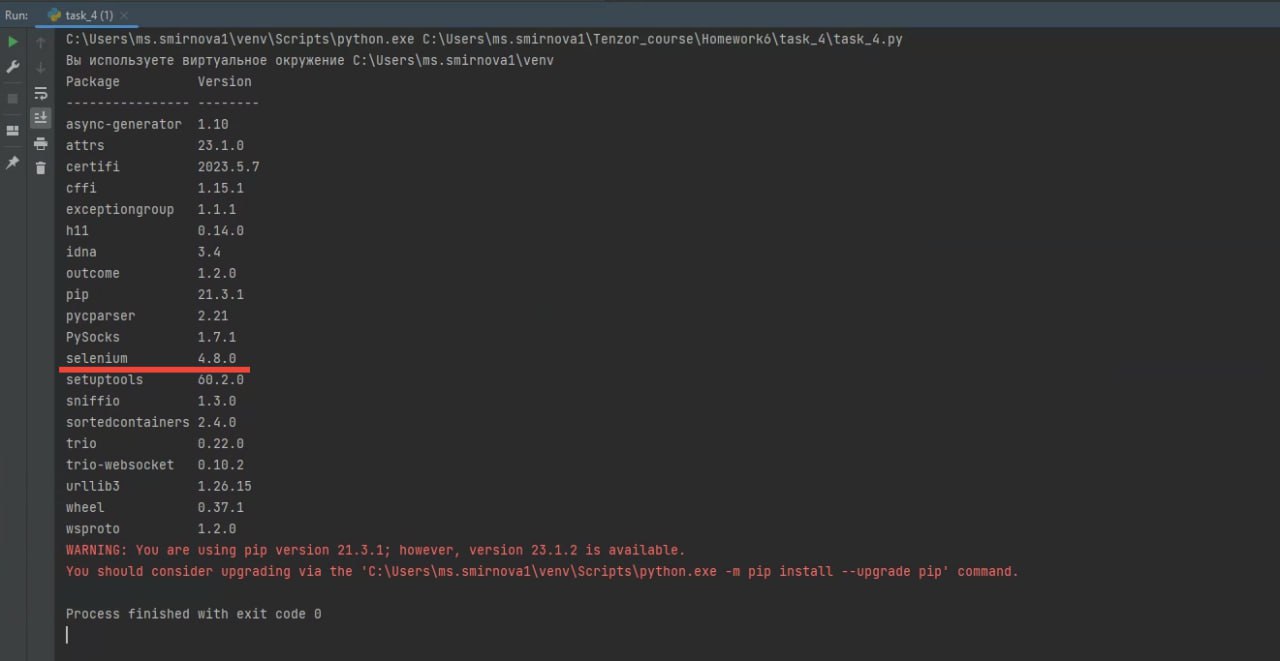 Run: task_4 (1)
C:\Users\ms.smirnova1\venv\Scripts\python.exe C:\Users\ms.smirnova1\Tenzor_course\Homework6\task_4\task_4.py
Вы используете виртуальное окружение C:\Users\ms.smirnova1\venv
Package Version
---------------- --------
async-generator 1.10
attrs 23.1.0
certifi 2023.5.7
cffi 1.15.1
exceptiongroup 1.1.1
h11 0.14.0
idna 3.4
outcome 1.2.0
pip 21.3.1
pycparser 2.21
PySocks 1.7.1
selenium 4.8.0
setuptools 60.2.0
sniffio 1.3.0
sortedcontainers 2.4.0
trio 0.22.0
trio-websocket 0.10.2
urllib3 1.26.15
wheel 0.37.1
wsproto 1.2.0
WARNING: You are using pip version 21.3.1; however, version 23.1.2 is available.
You should consider upgrading via the 'C:\Users\ms.smirnova1\venv\Scripts\python.exe -m pip install --upgrade pip' command.
Process finished with exit code 0